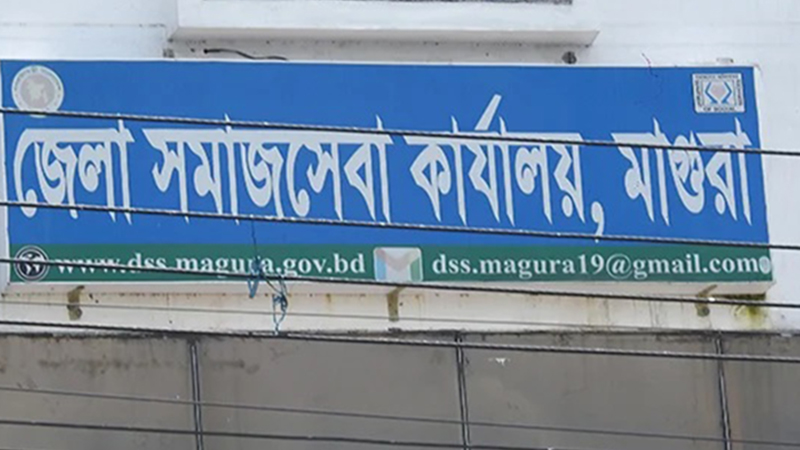 জেলা সমাজসেবা কার্যালয়, মাগুরা
www.dss.magura.gov.bd dss.magura19@gmail.com